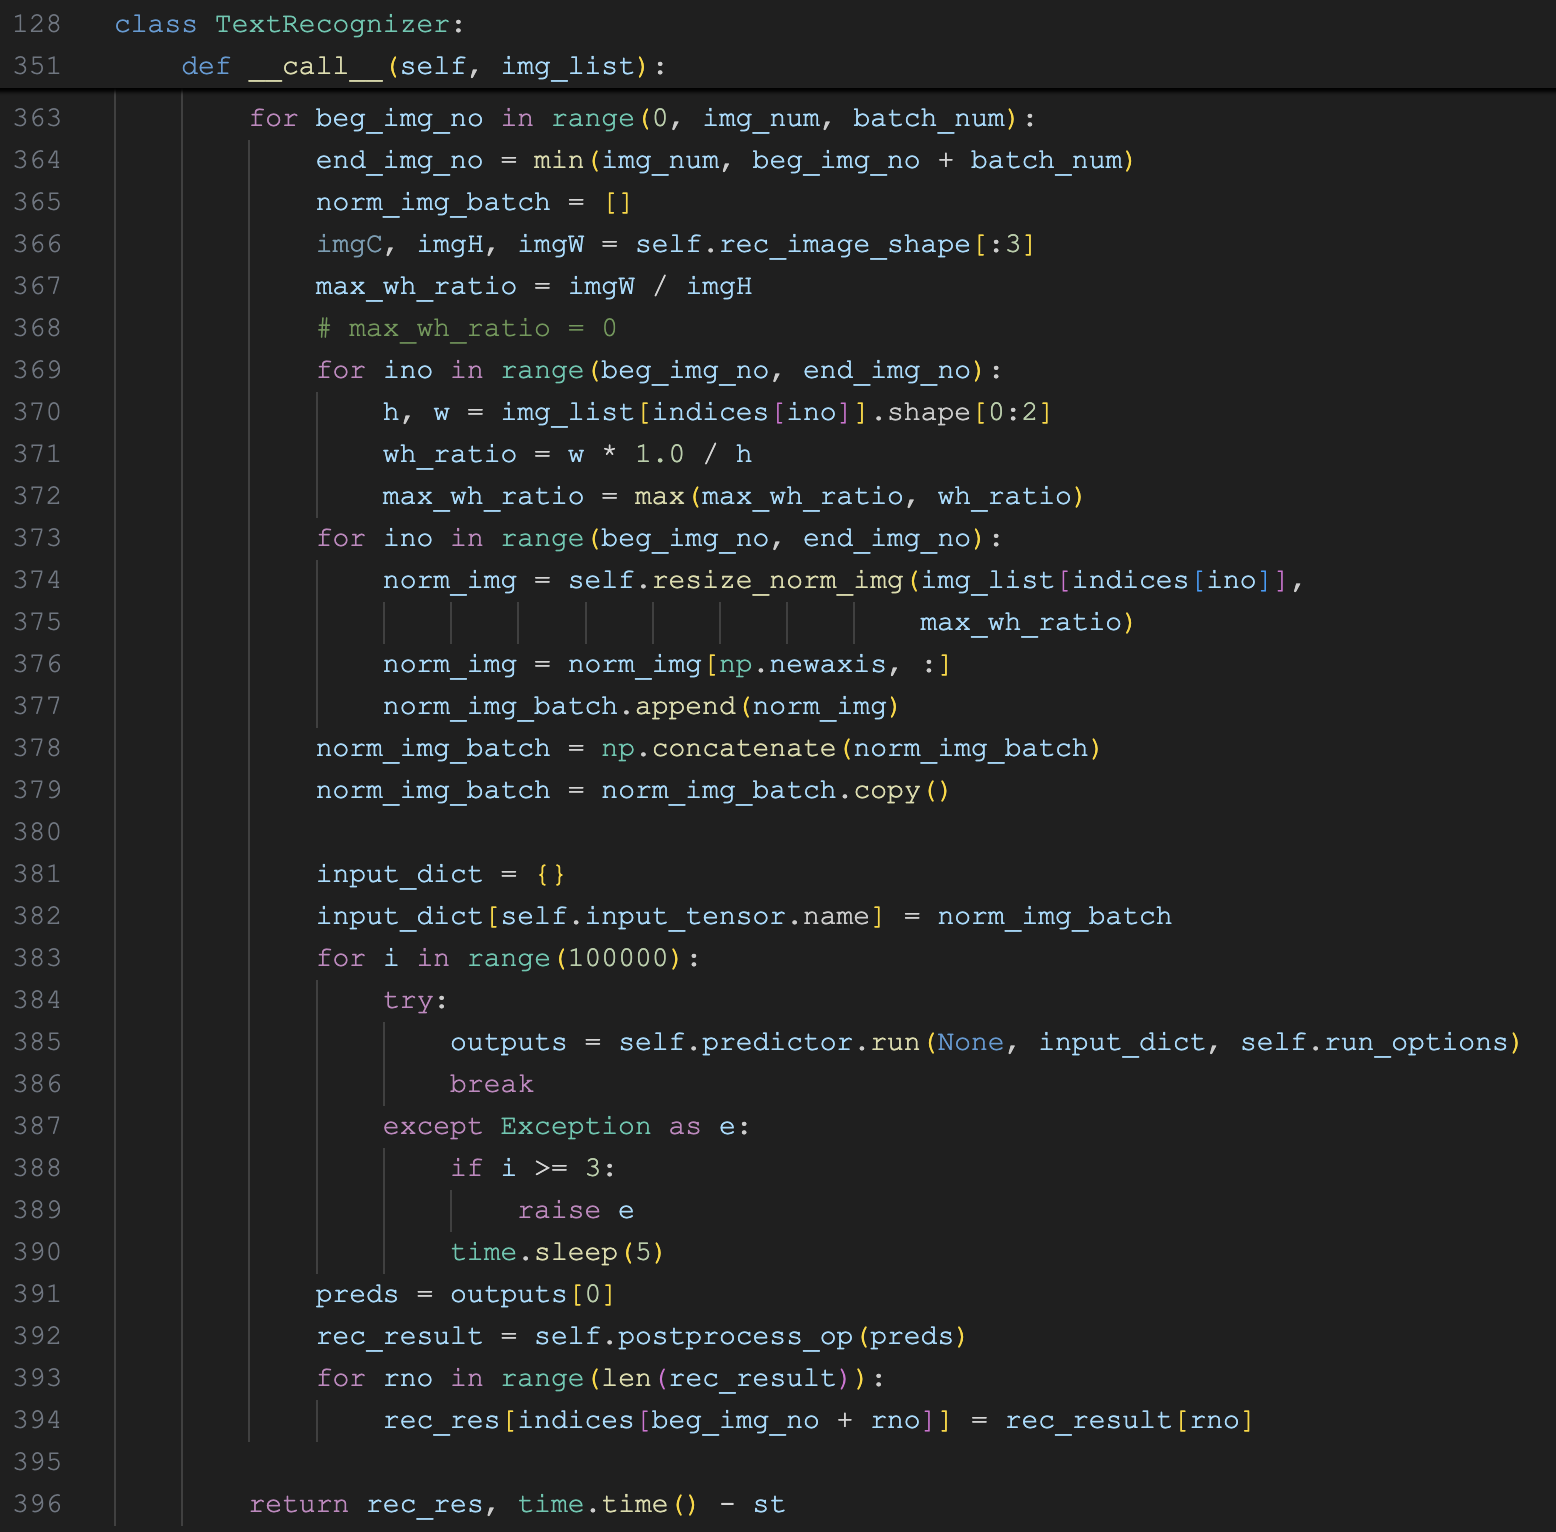 128 class TextRecognizer:
351     def __call__(self, img_list):
363         for beg_img_no in range(0, img_num, batch_num):
364             end_img_no = min(img_num, beg_img_no + batch_num)
365             norm_img_batch = []
366             imgC, imgH, imgW = self.rec_image_shape[:3]
367             max_wh_ratio = imgW / imgH
368             # max_wh_ratio = 0
369             for ino in range(beg_img_no, end_img_no):
370                 h, w = img_list[indices[ino]].shape[0:2]
371                 wh_ratio = w * 1.0 / h
372                 max_wh_ratio = max(max_wh_ratio, wh_ratio)
373             for ino in range(beg_img_no, end_img_no):
374                 norm_img = self.resize_norm_img(img_list[indices[ino]],
375                                                 max_wh_ratio)
376                 norm_img = norm_img[np.newaxis, :]
377                 norm_img_batch.append(norm_img)
378             norm_img_batch = np.concatenate(norm_img_batch)
379             norm_img_batch = norm_img_batch.copy()
380
381             input_dict = {}
382             input_dict[self.input_tensor.name] = norm_img_batch
383             for i in range(100000):
384                 try:
385                     outputs = self.predictor.run(None, input_dict, self.run_options)
386                     break
387                 except Exception as e:
388                     if i >= 3:
389                         raise e
390                     time.sleep(5)
391             preds = outputs[0]
392             rec_result = self.postprocess_op(preds)
393             for rno in range(len(rec_result)):
394                 rec_res[indices[beg_img_no + rno]] = rec_result[rno]
395
396         return rec_res, time.time() - st